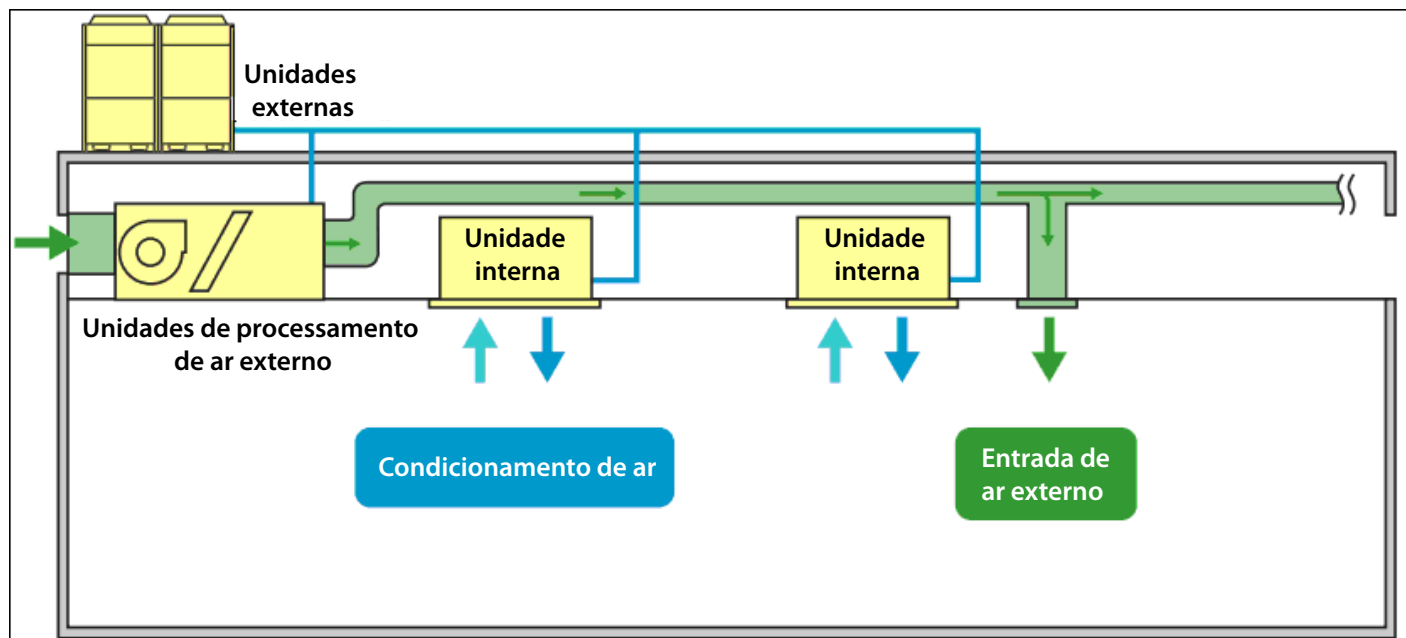 Unidades
externas
Unidade
interna
Unidade
interna
Unidades de processamento
de ar externo
Condicionamento de ar
Entrada de
ar externo